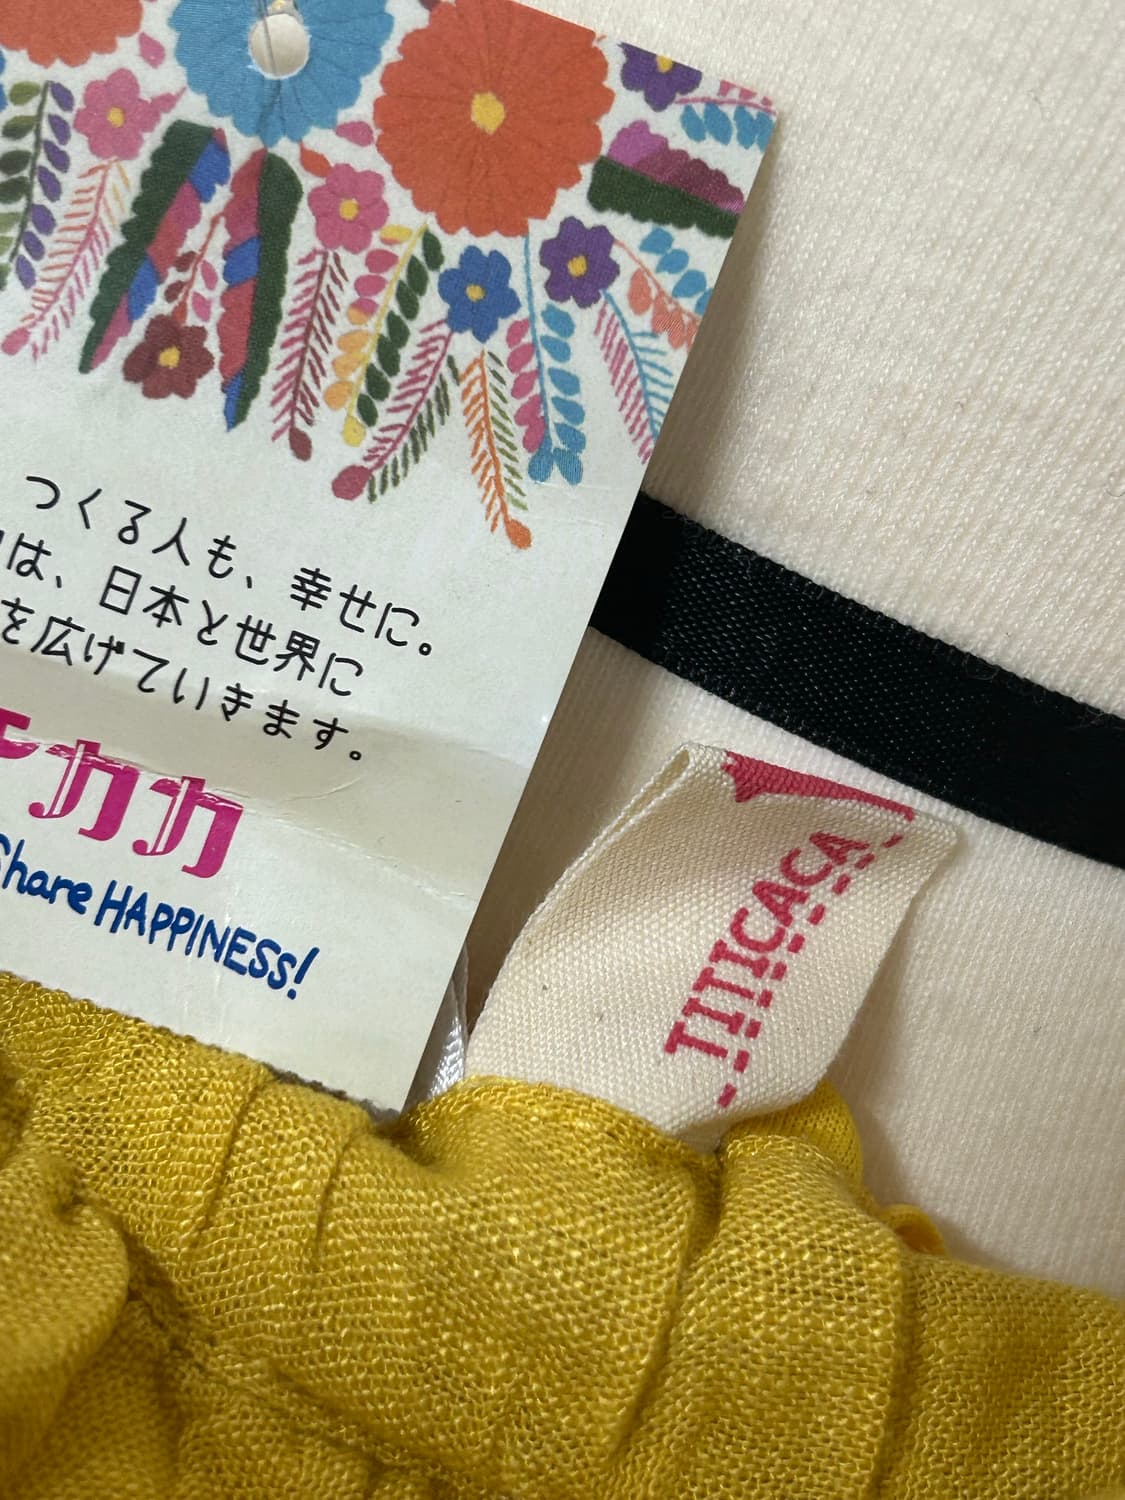 つくる人も、幸せに。
は、日本と世界に
を広げていきます。
チカカ
Share HAPPINESS!
TITICACA